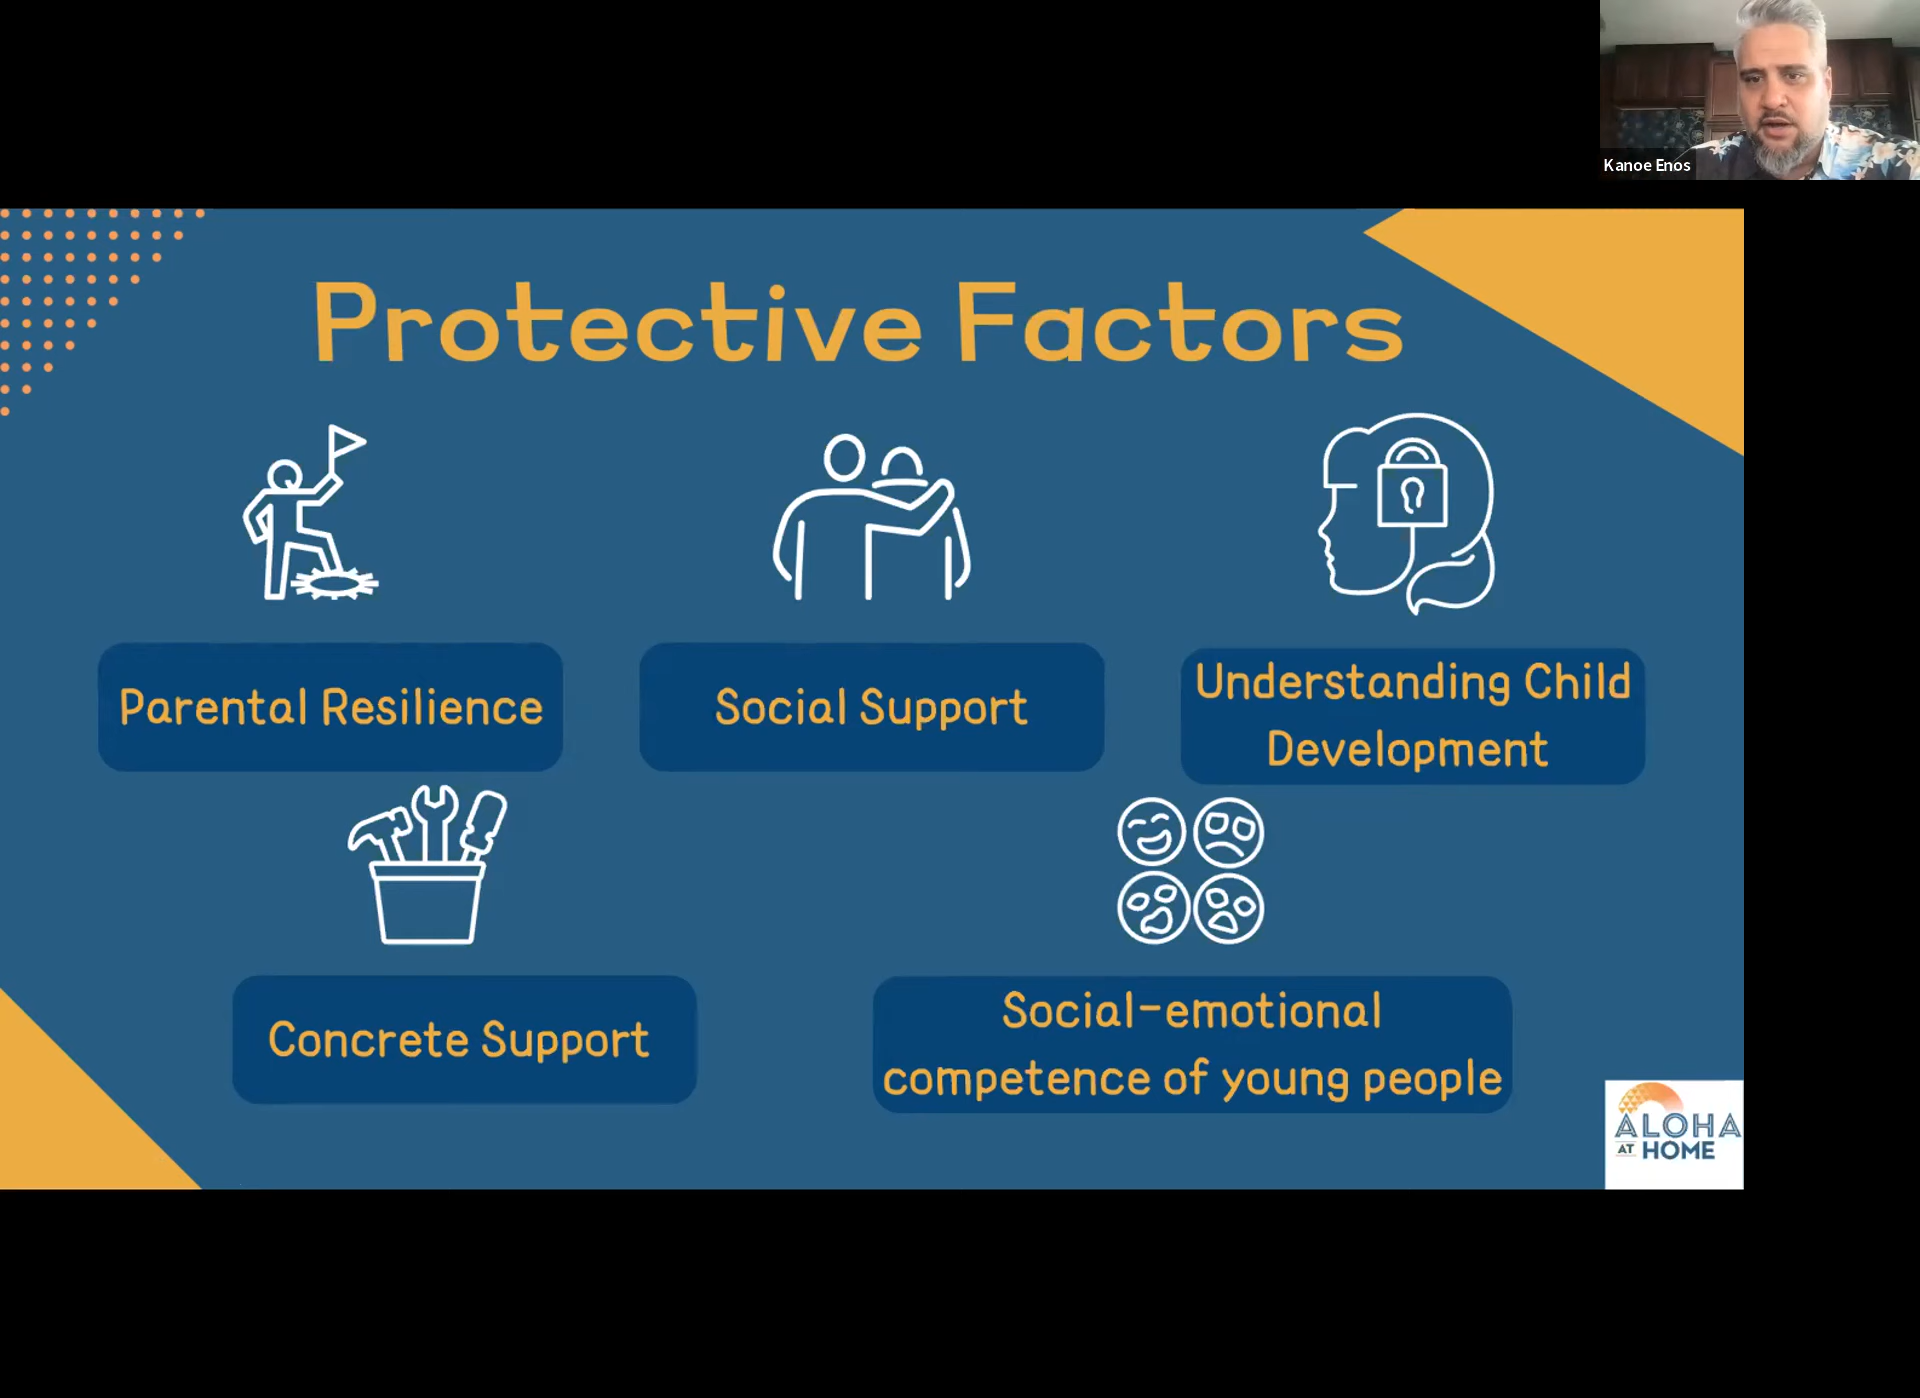 Kanoe Enos
Protective Factors
Parental Resilience
Social Support
Understanding Child
Development
Concrete Support
Social-emotional
competence of young people
ALOHA
AT HOME